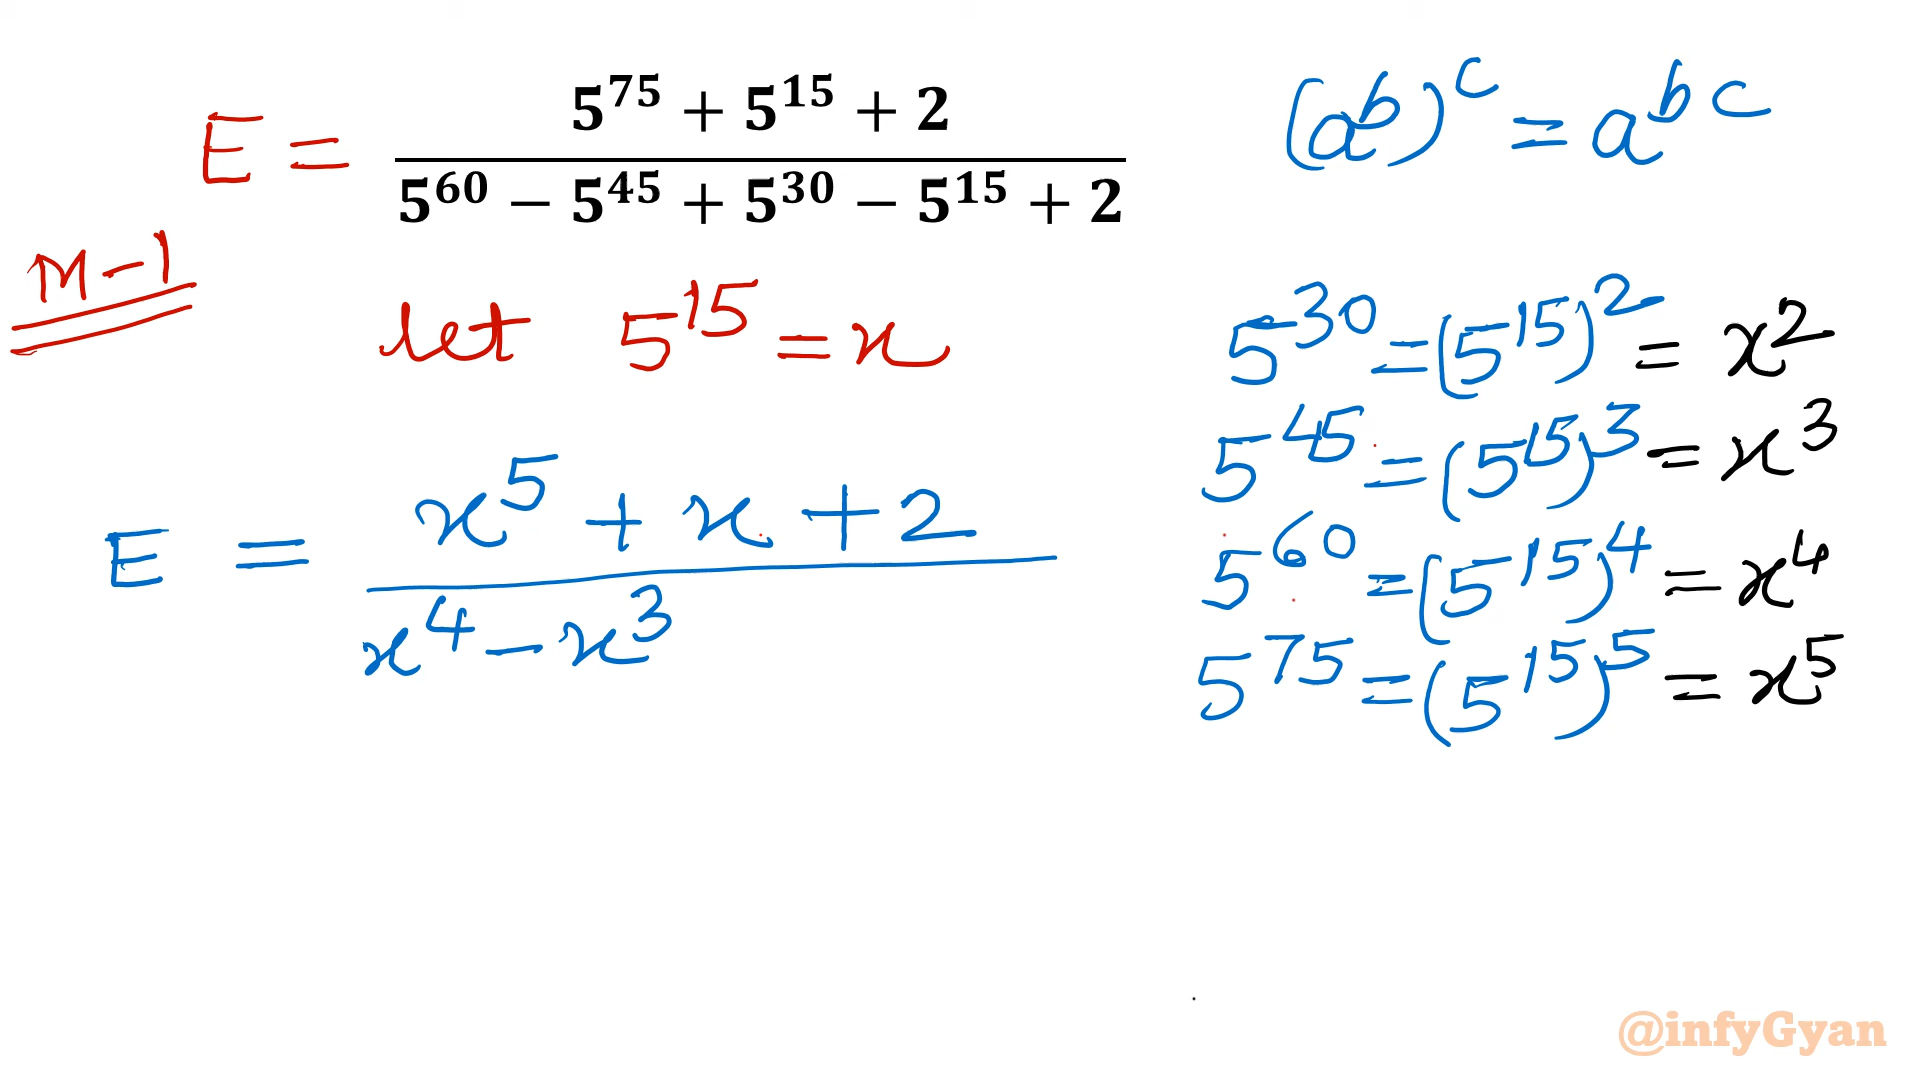 E = (5^75 + 5^15 + 2) / (5^60 − 5^45 + 5^30 − 5^15 + 2)
(a^b)^c = a^bc
M-1
let 5^15 = x
5^30 = (5^15)^2 = x^2
5^45 = (5^15)^3 = x^3
5^60 = (5^15)^4 = x^4
5^75 = (5^15)^5 = x^5
E = (x^5 + x + 2) / (x^4 − x^3
@infyGyan